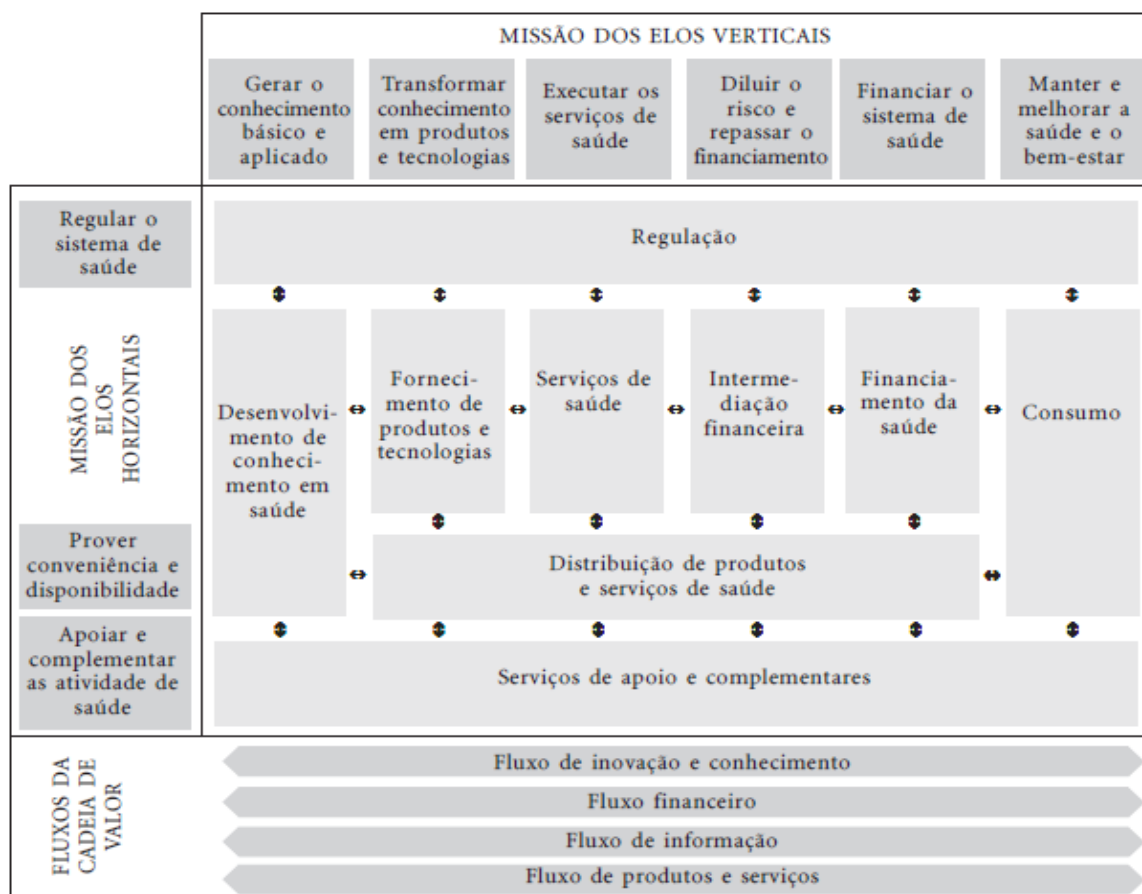 MISSÃO DOS ELOS VERTICAIS
Gerar o
conhecimento
básico e
aplicado
Transformar
conhecimento
em produtos
e tecnologias
Executar os
serviços de
saúde
Diluir o
risco e
repassar o
financiamento
Financiar o
sistema de
saúde
Manter e
melhorar a
saúde e o
bem-estar
MISSÃO DOS
ELOS
HORIZONTAIS
Regular o
sistema de
saúde
Regulação
Desenvolvi-
mento de
conheci-
mento em
saúde
Forneci-
mento de
produtos e
tecnologias
Serviços de
saúde
Interme-
diação
financeira
Financia-
mento da
saúde
Consumo
Prover
conveniência e
disponibilidade
Distribuição de produtos
e serviços de saúde
Apoiar e
complementar
as atividade de
saúde
Serviços de apoio e complementares
FLUXOS DA
CADEIA DE
VALOR
Fluxo de inovação e conhecimento
Fluxo financeiro
Fluxo de informação
Fluxo de produtos e serviços